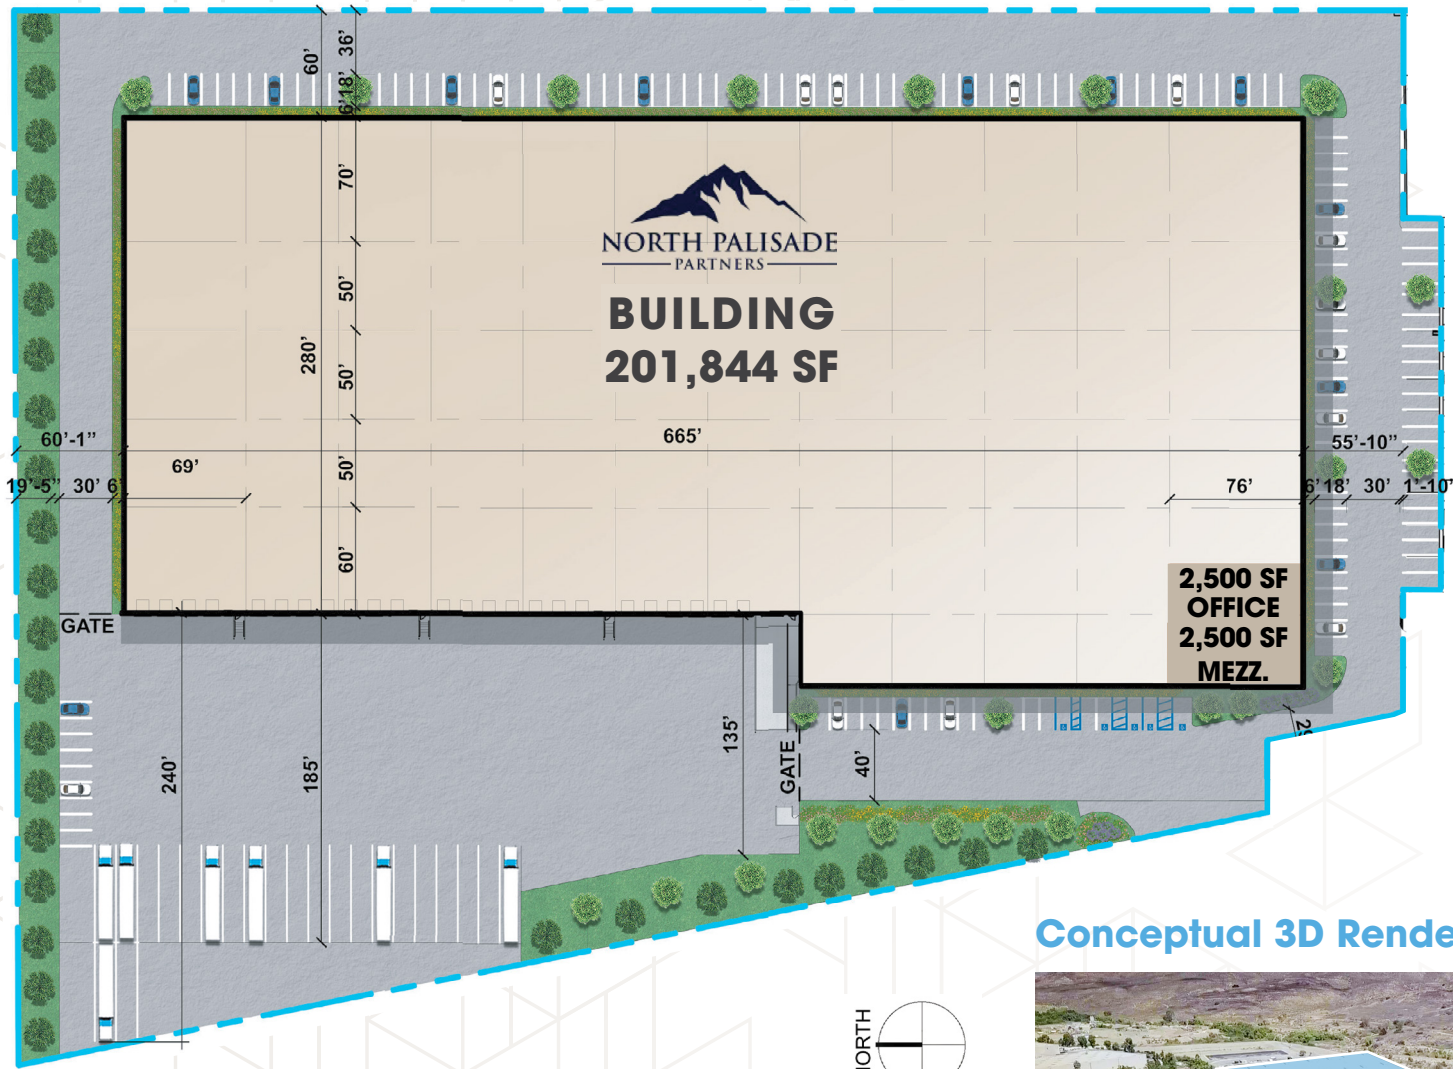 60'
36'
18'
6'
70'
NORTH PALISADE
PARTNERS
BUILDING
201,844 SF
50'
280'
50'
665'
60'-1"
55'-10"
69'
50'
19'-5" 30' 6'
76'
6' 18' 30' 1'-10"
60'
2,500 SF
OFFICE
2,500 SF
MEZZ.
GATE
240'
185'
135'
GATE
40'
Conceptual 3D Rende
NORTH